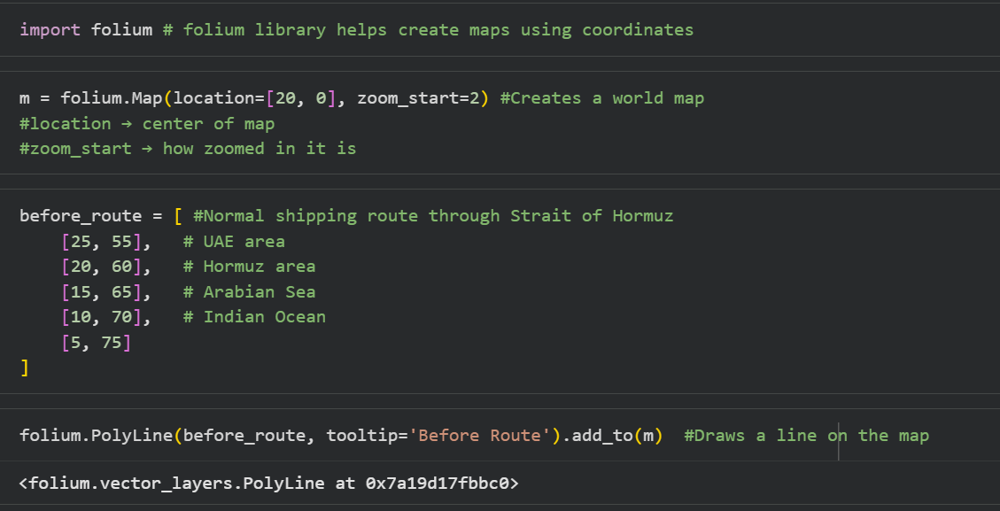 import folium # folium library helps create maps using coordinates
m = folium.Map(location=[20, 0], zoom_start=2) #Creates a world map
#location → center of map
#zoom_start → how zoomed in it is
before_route = [ #Normal shipping route through Strait of Hormuz
    [25, 55],   # UAE area
    [20, 60],   # Hormuz area
    [15, 65],   # Arabian Sea
    [10, 70],   # Indian Ocean
    [5, 75]
]
folium.PolyLine(before_route, tooltip='Before Route').add_to(m)  #Draws a line on the map
<folium.vector_layers.PolyLine at 0x7a19d17fbbc0>